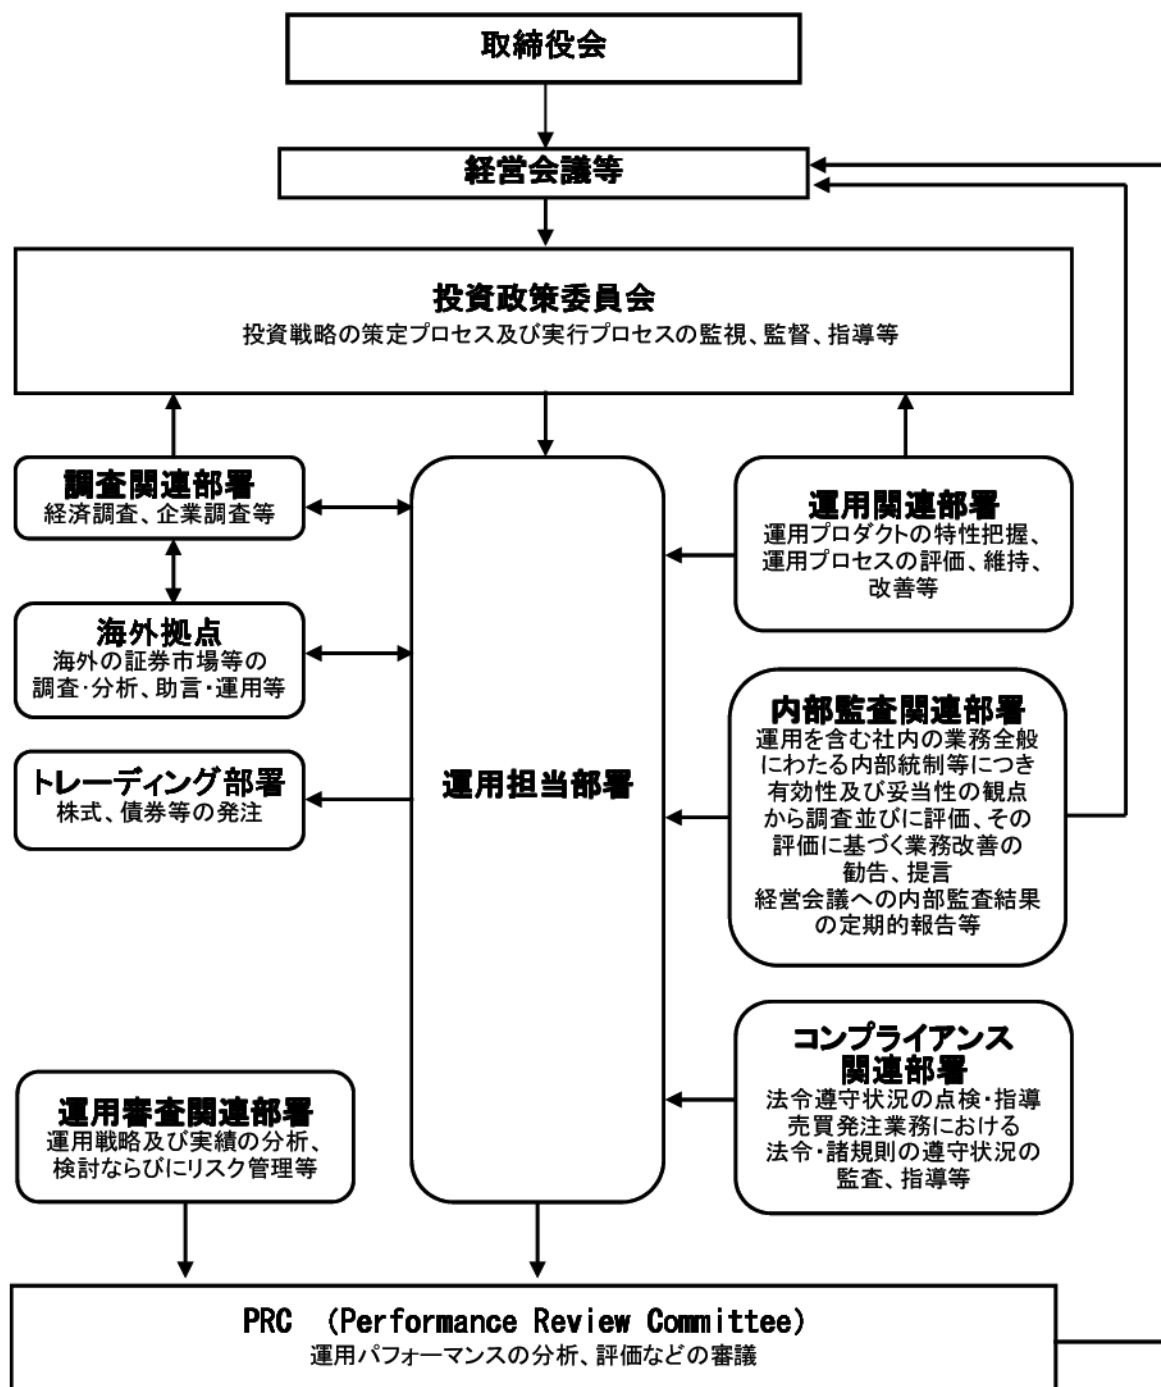 取締役会
経営会議等
投資政策委員会
投資戦略の策定プロセス及び実行プロセスの監視、監督、指導等
調査関連部署
経済調査、企業調査等
海外拠点
海外の証券市場等の
調査・分析、助言・運用等
トレーディング部署
株式、債券等の発注
運用担当部署
運用関連部署
運用プロダクトの特性把握、
運用プロセスの評価、維持、
改善等
内部監査関連部署
運用を含む社内の業務全般
にわたる内部統制等につき
有効性及び妥当性の観点
から調査並びに評価、その
評価に基づく業務改善の
勧告、提言
経営会議への内部監査結果
の定期的報告等
コンプライアンス
関連部署
法令遵守状況の点検・指導
売買発注業務における
法令・諸規則の遵守状況の
監査、指導等
運用審査関連部署
運用戦略及び実績の分析、
検討ならびにリスク管理等
PRC (Performance Review Committee)
運用パフォーマンスの分析、評価などの審議